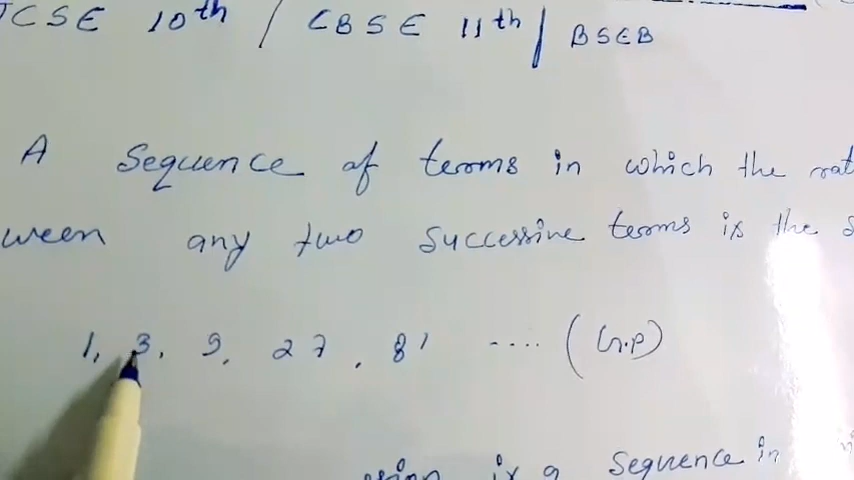 ICSE 10th / CBSE 11th / BSEB
A Sequence of terms in which the rat
ween any two successive terms is the s
1, 3, 9, 27, 81 .... (G.P)
ssion is a Sequence in